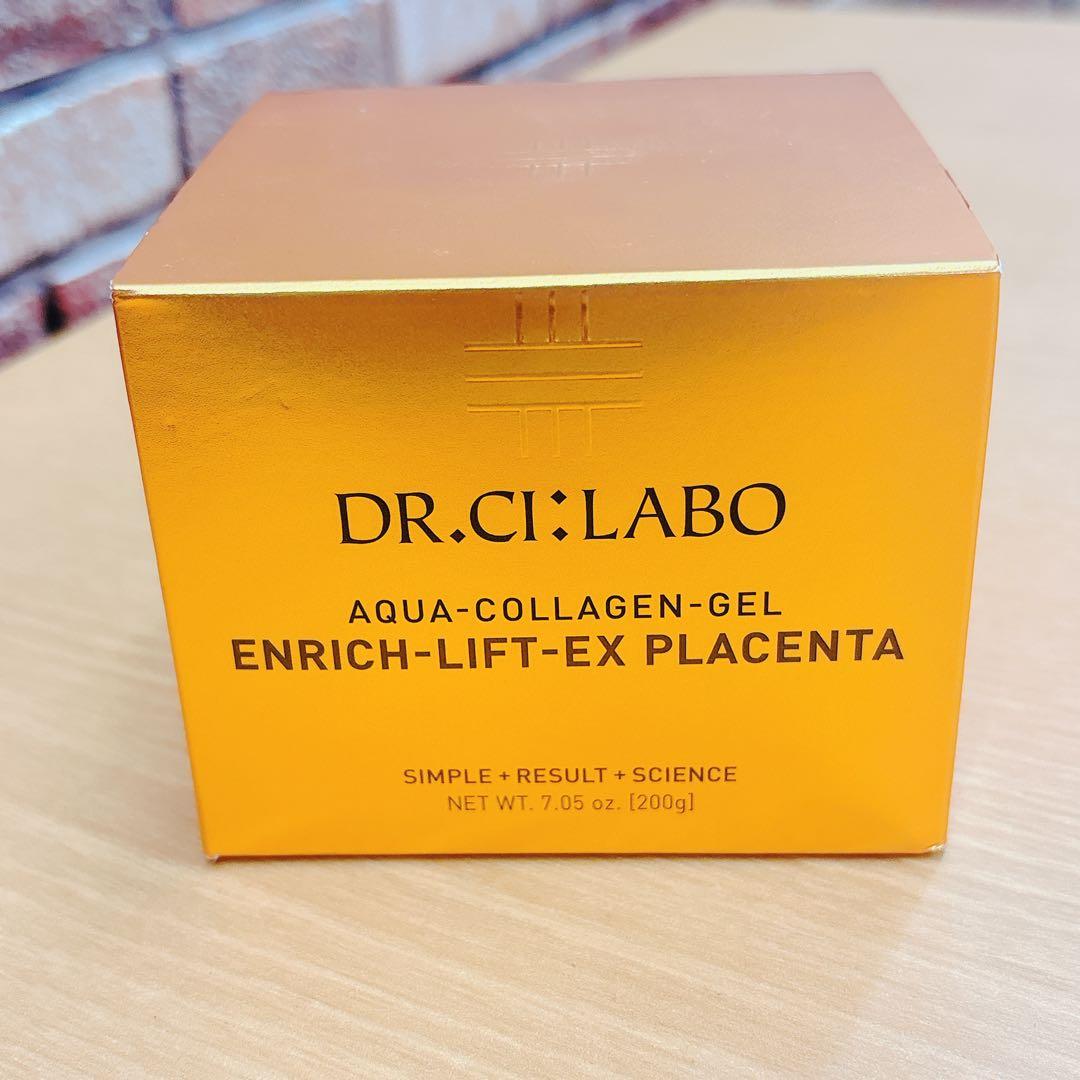 DR.CI:LABO
AQUA-COLLAGEN-GEL
ENRICH-LIFT-EX PLACENTA
SIMPLE + RESULT + SCIENCE
NET WT. 7.05 oz. [200g]